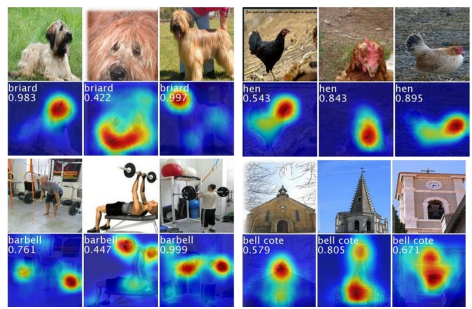 briard
0.983
briard
0.422
briard
0.997
hen
0.543
hen
0.843
hen
0.895
barbell
0.761
barbell
0.447
barbell
0.999
bell cote
0.579
bell cote
0.805
bell cote
0.671